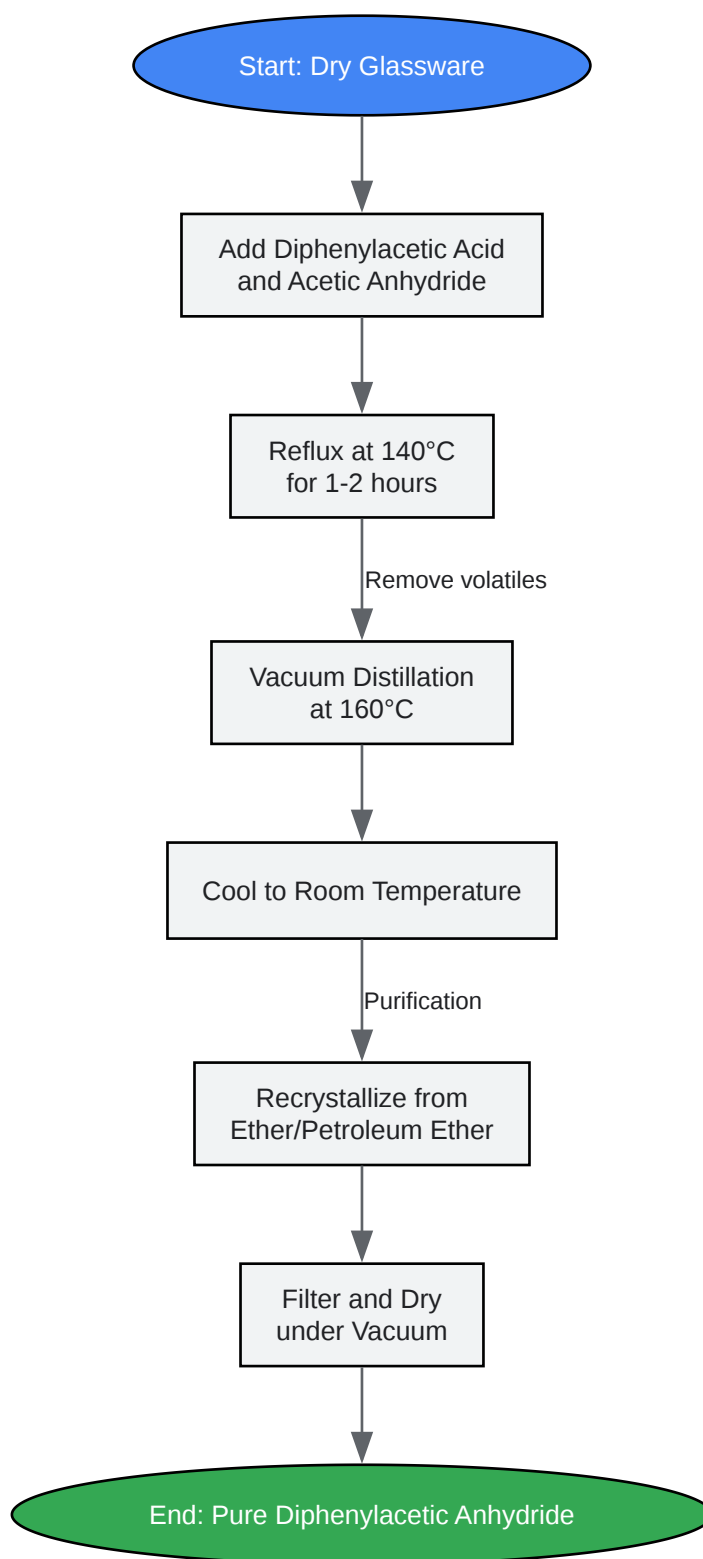 Start: Dry Glassware
Add Diphenylacetic Acid
and Acetic Anhydride
Reflux at 140°C
for 1-2 hours
Remove volatiles
Vacuum Distillation
at 160°C
Cool to Room Temperature
Purification
Recrystallize from
Ether/Petroleum Ether
Filter and Dry
under Vacuum
End: Pure Diphenylacetic Anhydride